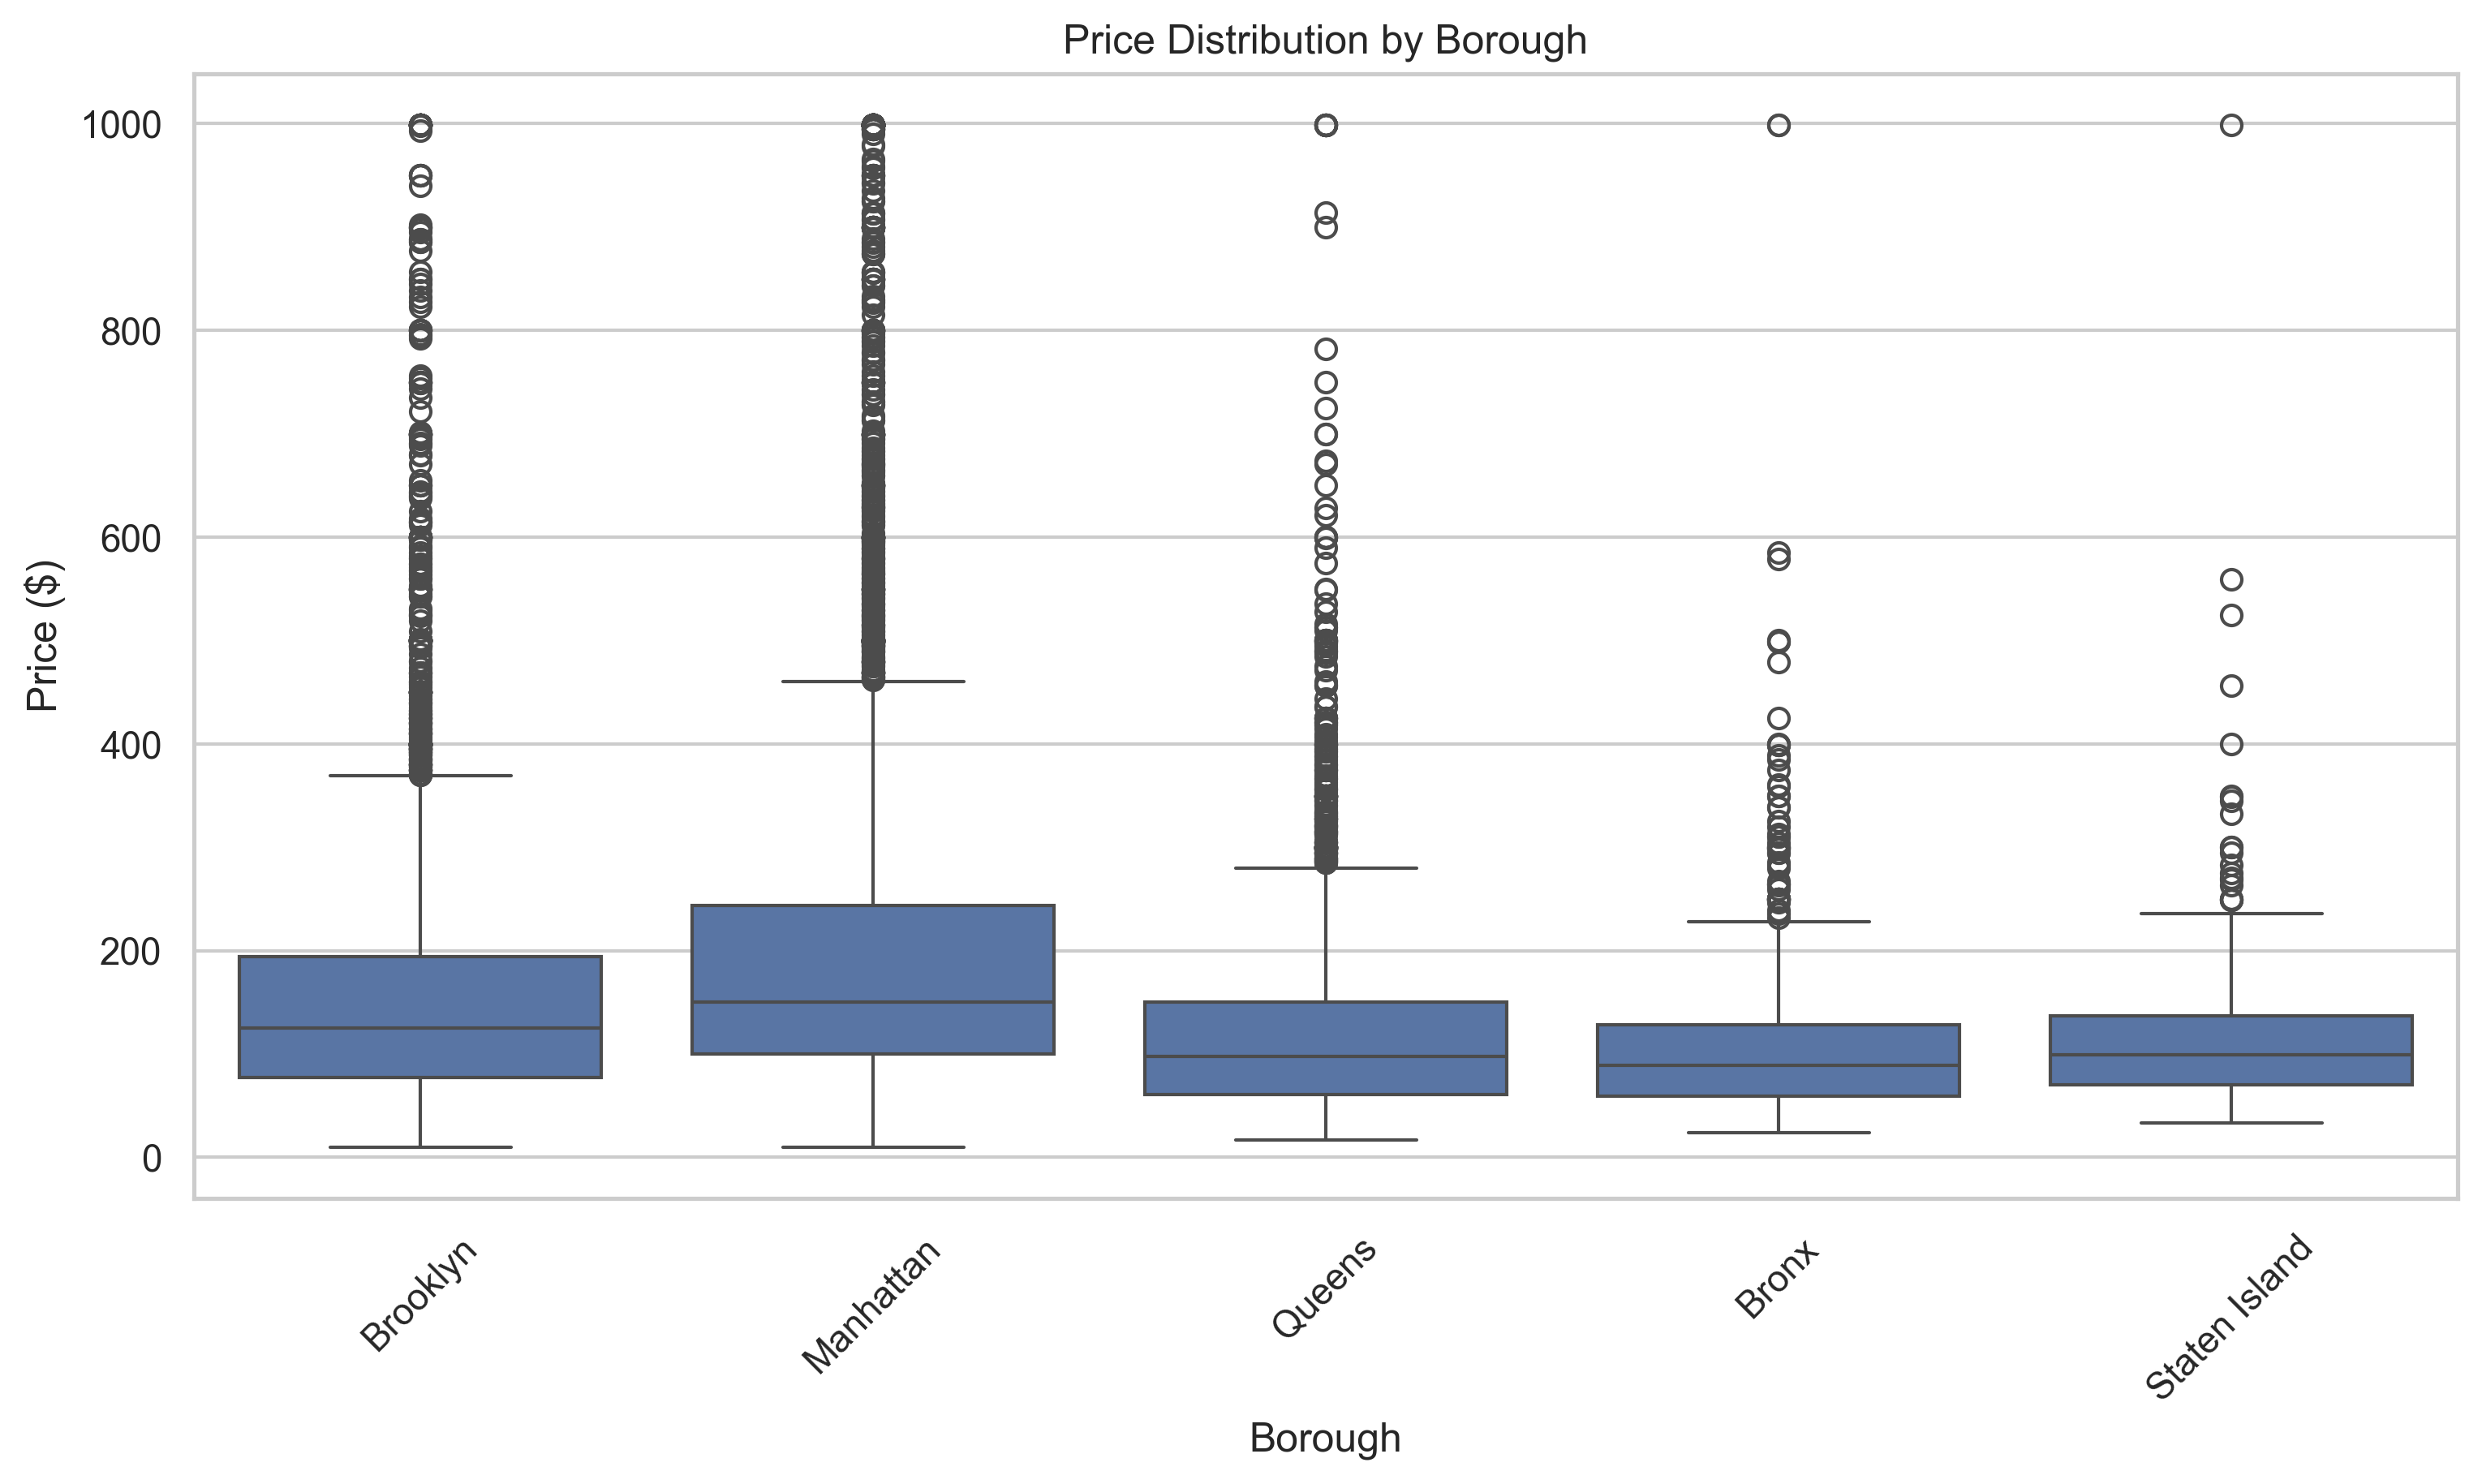 Price Distribution by Borough
1000
800
600
400
200
0
Price ($)
Brooklyn
Manhattan
Queens
Bronx
Staten Island
Borough